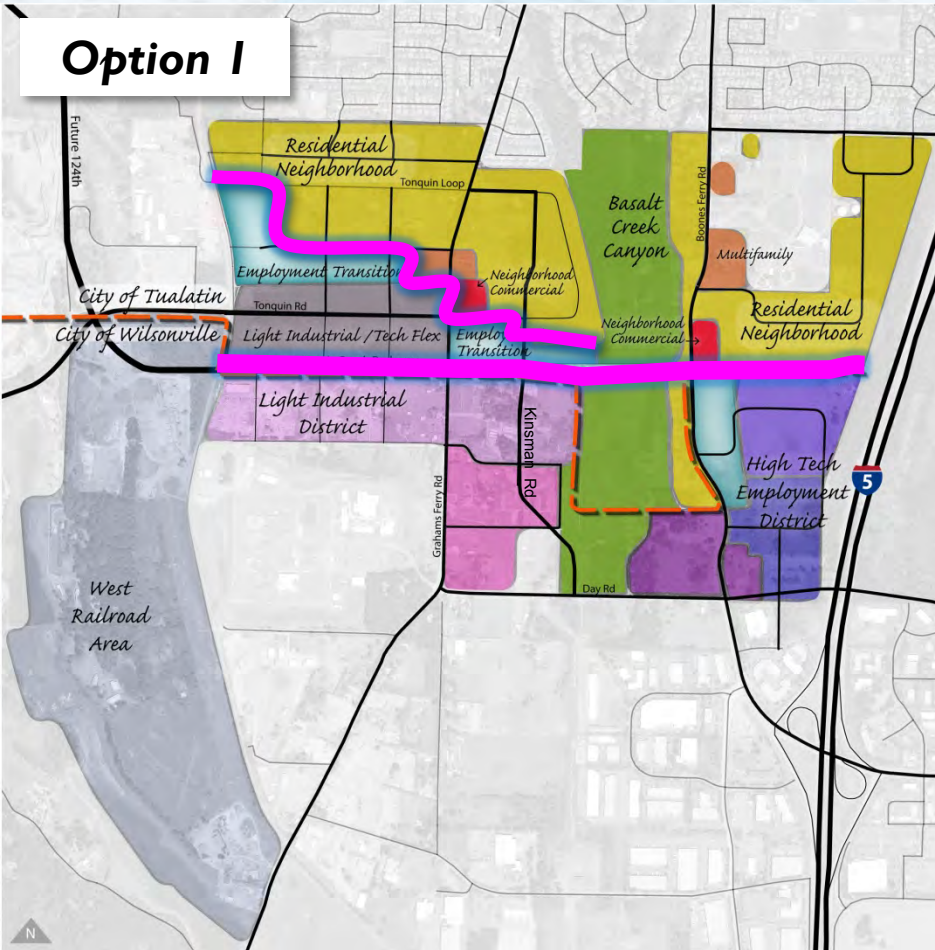 Option 1
Future 124th
Residential
Neighborhood
Tonquin Loop
Boones Ferry Rd
Basalt
Creek
Canyon
Multifamily
Employment Transition
Neighborhood
Commercial
City of Tualatin
Tonquin Rd
City of Wilsonville
Light Industrial /Tech Flex
Employ
Transition
Neighborhood
Commercial
Residential
Neighborhood
Light Industrial
District
Kinsman Rd
Grahams Ferry Rd
High Tech
Employment
District
5
West
Railroad
Area
Day Rd
N